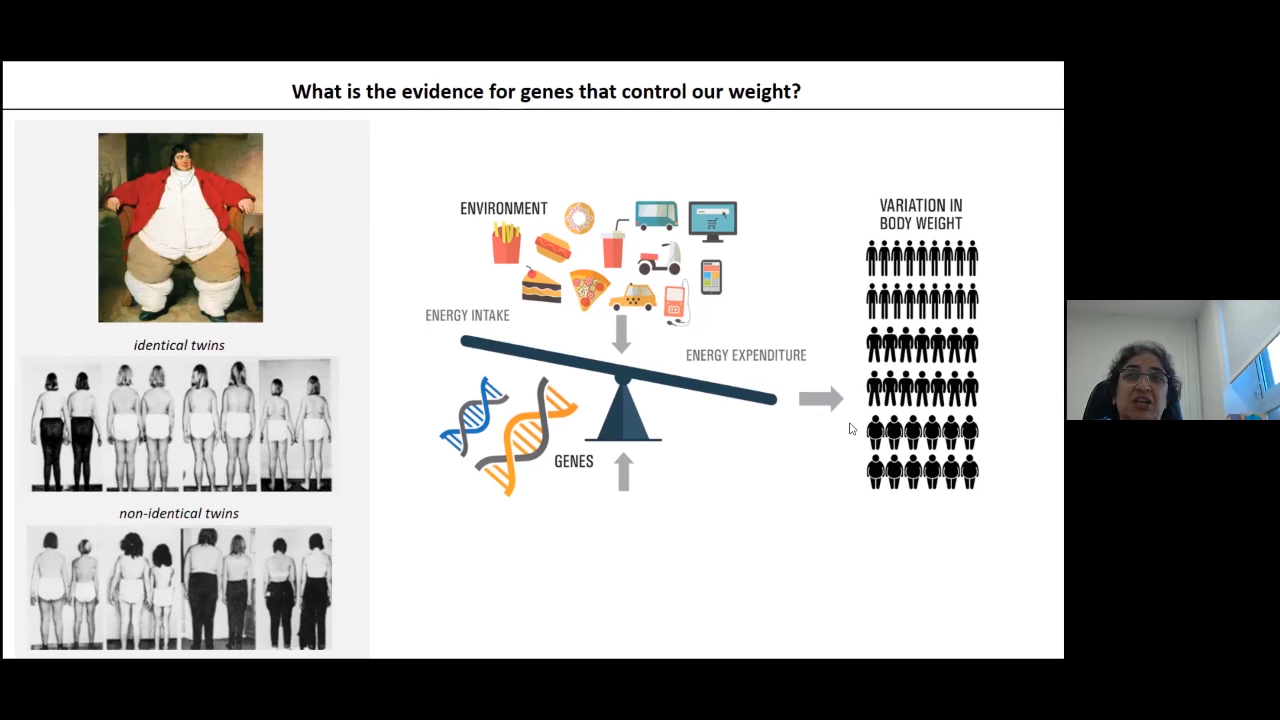 What is the evidence for genes that control our weight?
identical twins
non-identical twins
ENVIRONMENT
ENERGY INTAKE
ENERGY EXPENDITURE
GENES
VARIATION IN
BODY WEIGHT